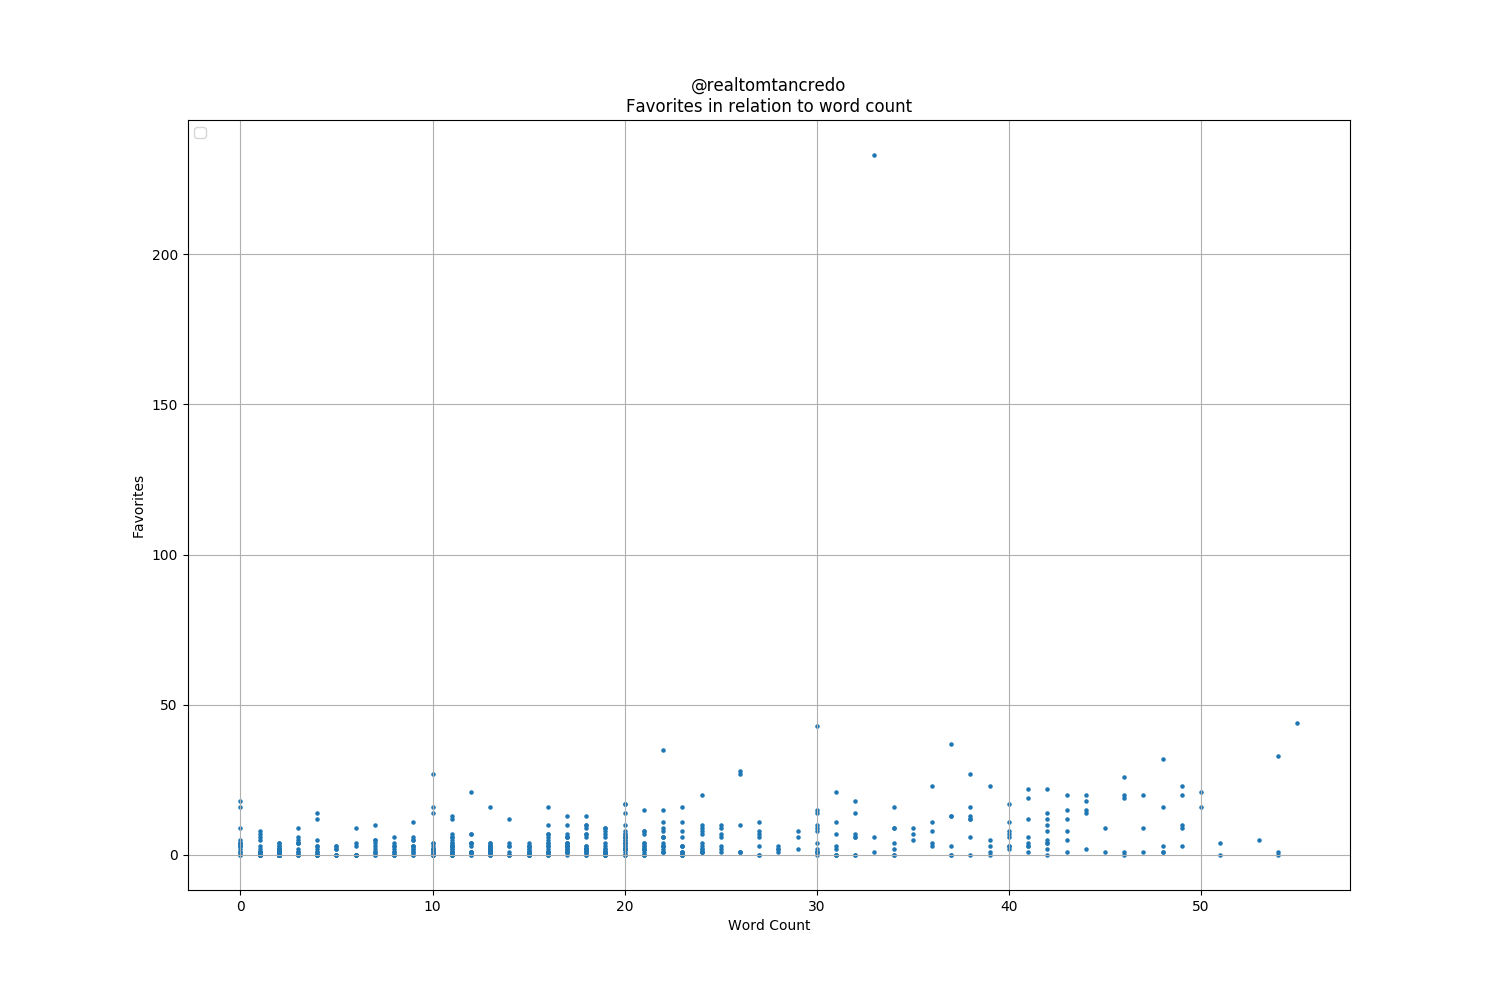 @realtomtancredo
Favorites in relation to word count
200
150
100
50
0
Favorites
0 10 20 30 40 50
Word Count